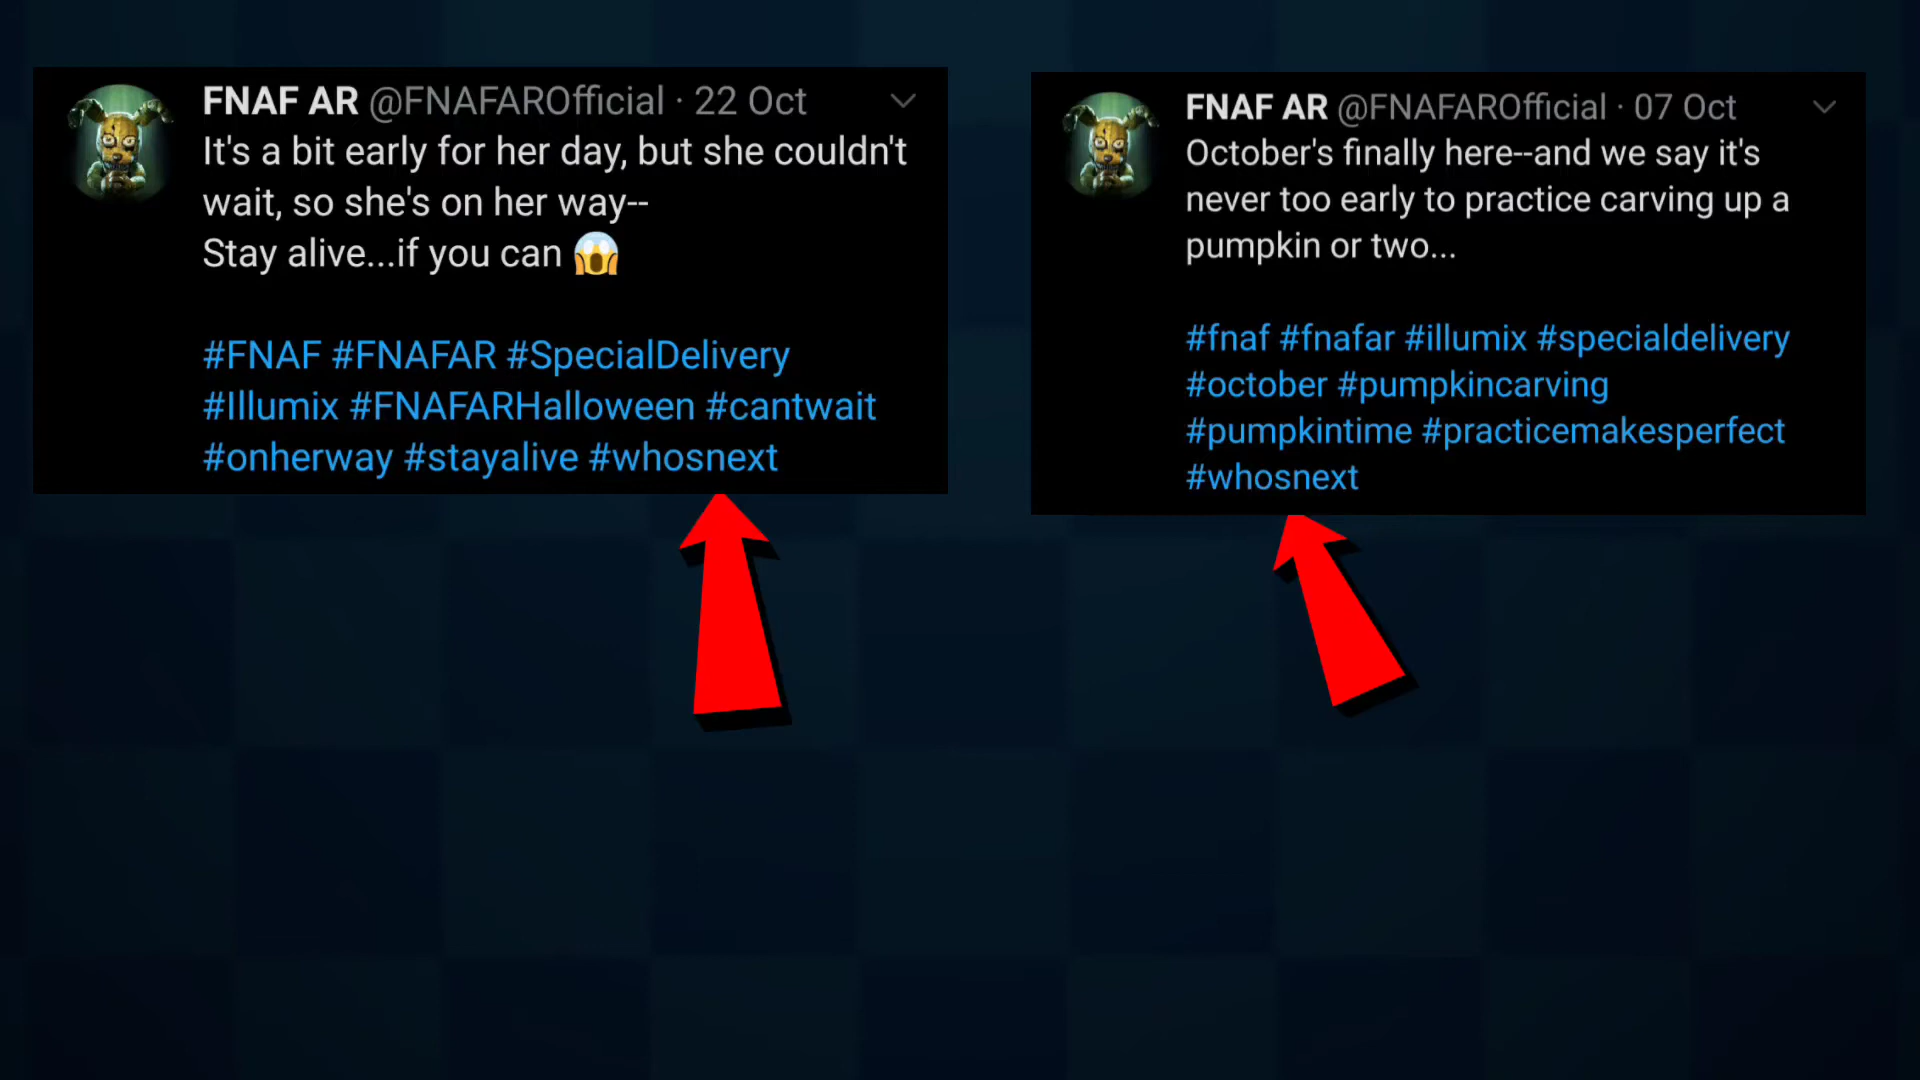 FNAF AR @FNAFAROfficial · 22 Oct
It's a bit early for her day, but she couldn't
wait, so she's on her way--
Stay alive...if you can 😱
#FNAF #FNAFAR #SpecialDelivery
#Illumix #FNAFARHalloween #cantwait
#onherway #stayalive #whosnext
FNAF AR @FNAFAROfficial · 07 Oct
October's finally here--and we say it's
never too early to practice carving up a
pumpkin or two...
#fnaf #fnafar #illumix #specialdelivery
#october #pumpkincarving
#pumpkintime #practicemakesperfect
#whosnext